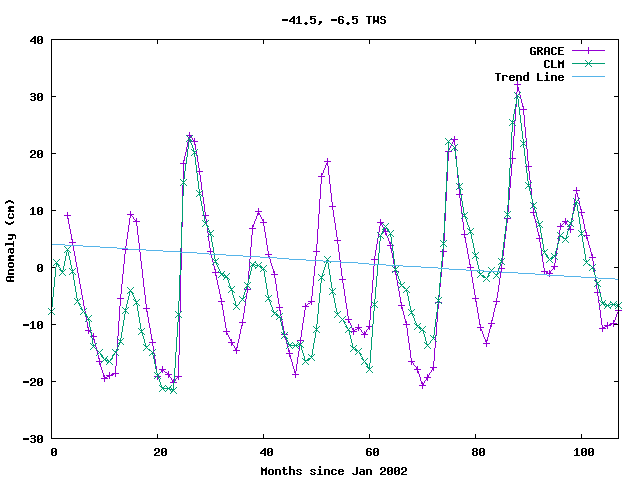 -41.5, -6.5 TWS
40
GRACE
CLM
Trend Line
30
20
10
0
-10
-20
-30
Anomaly (cm)
0 20 40 60 80 100
Months since Jan 2002